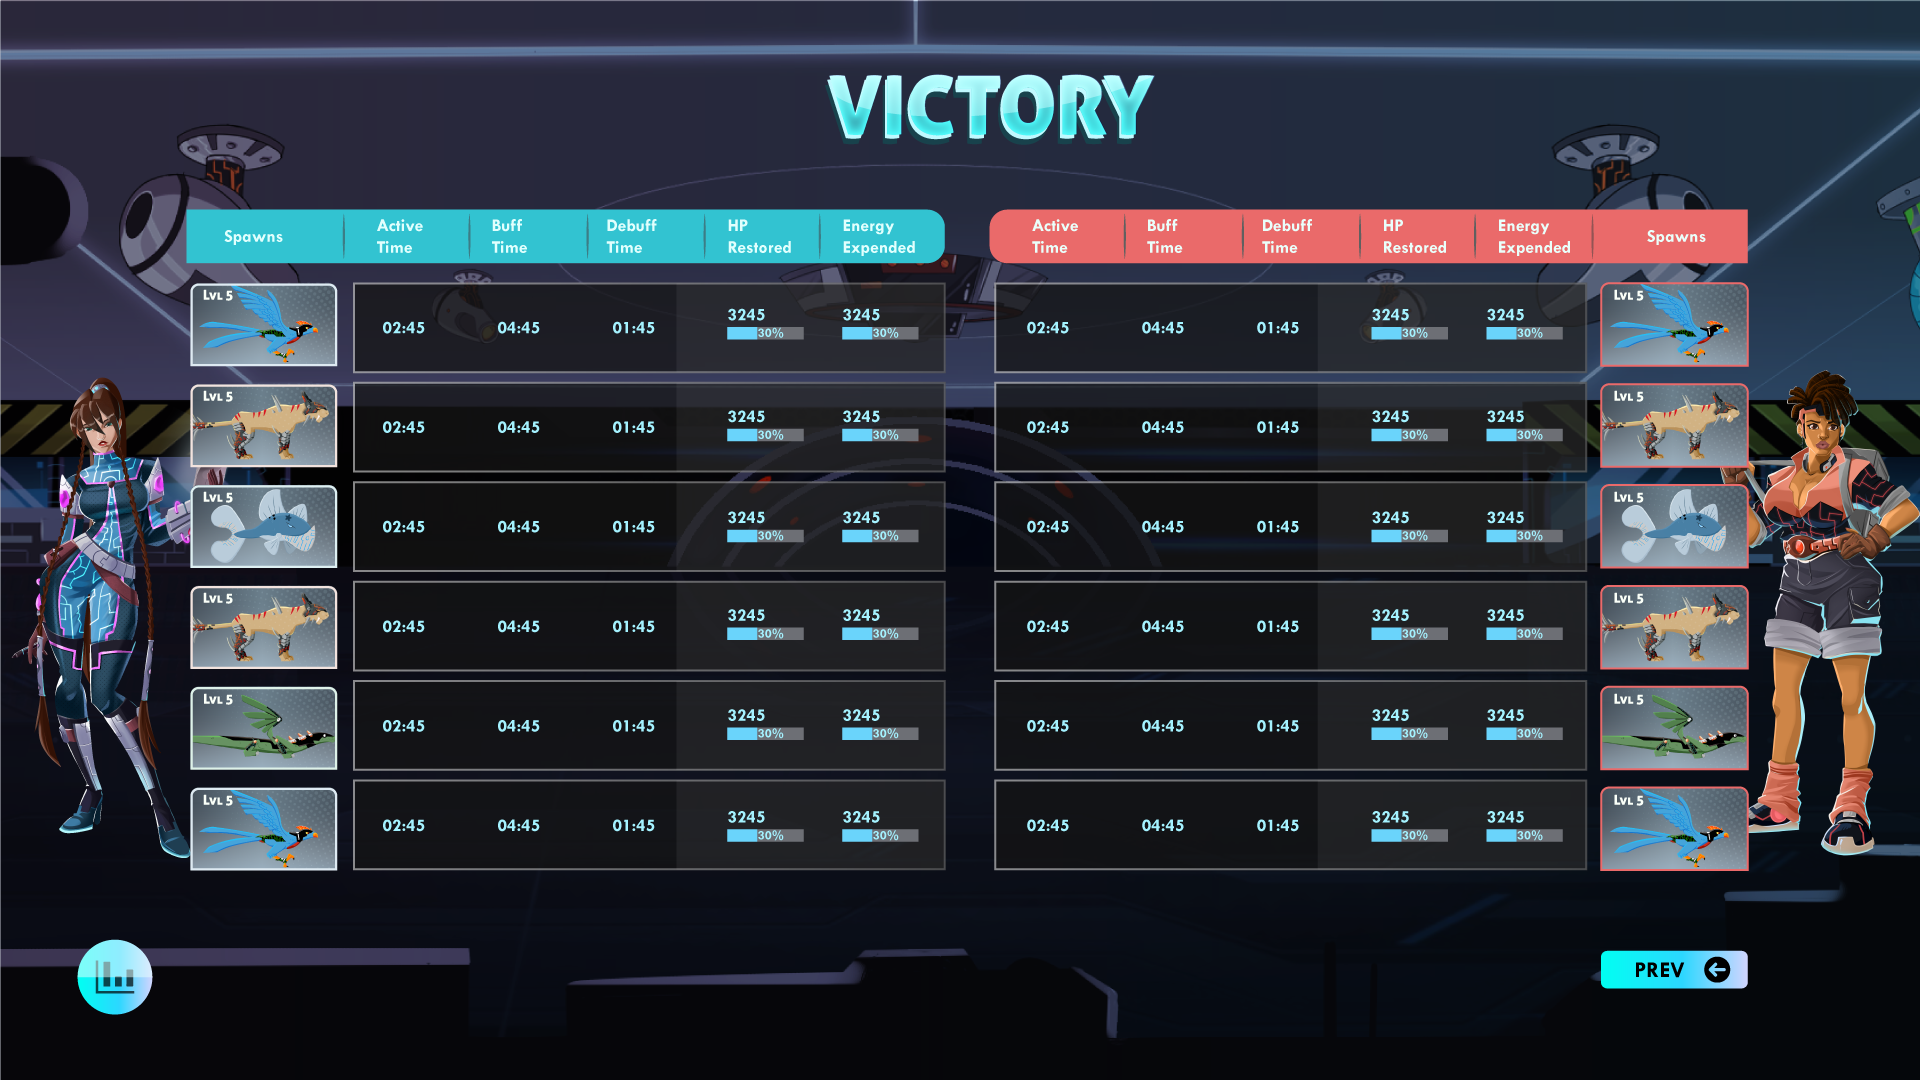 VICTORY
Spawns Active Time Buff Time Debuff Time HP Restored Energy Expended
Active Time Buff Time Debuff Time HP Restored Energy Expended Spawns
LVL 5 02:45 04:45 01:45 3245 30% 3245 30%
02:45 04:45 01:45 3245 30% 3245 30% LVL 5
LVL 5 02:45 04:45 01:45 3245 30% 3245 30%
02:45 04:45 01:45 3245 30% 3245 30% LVL 5
LVL 5 02:45 04:45 01:45 3245 30% 3245 30%
02:45 04:45 01:45 3245 30% 3245 30% LVL 5
LVL 5 02:45 04:45 01:45 3245 30% 3245 30%
02:45 04:45 01:45 3245 30% 3245 30% LVL 5
LVL 5 02:45 04:45 01:45 3245 30% 3245 30%
02:45 04:45 01:45 3245 30% 3245 30% LVL 5
LVL 5 02:45 04:45 01:45 3245 30% 3245 30%
02:45 04:45 01:45 3245 30% 3245 30% LVL 5
PREV